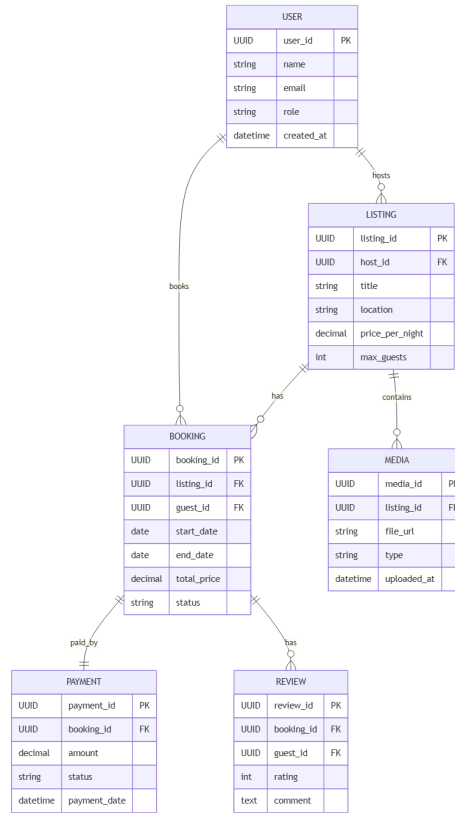 USER
UUID user_id PK
string name
string email
string role
datetime created_at
hosts
LISTING
UUID listing_id PK
UUID host_id FK
string title
string location
decimal price_per_night
int max_guests
books
has
contains
BOOKING
UUID booking_id PK
UUID listing_id FK
UUID guest_id FK
date start_date
date end_date
decimal total_price
string status
MEDIA
UUID media_id
UUID listing_id
string file_url
string type
datetime uploaded_at
paid_by
has
PAYMENT
UUID payment_id PK
UUID booking_id FK
decimal amount
string status
datetime payment_date
REVIEW
UUID review_id PK
UUID booking_id FK
UUID guest_id FK
int rating
text comment